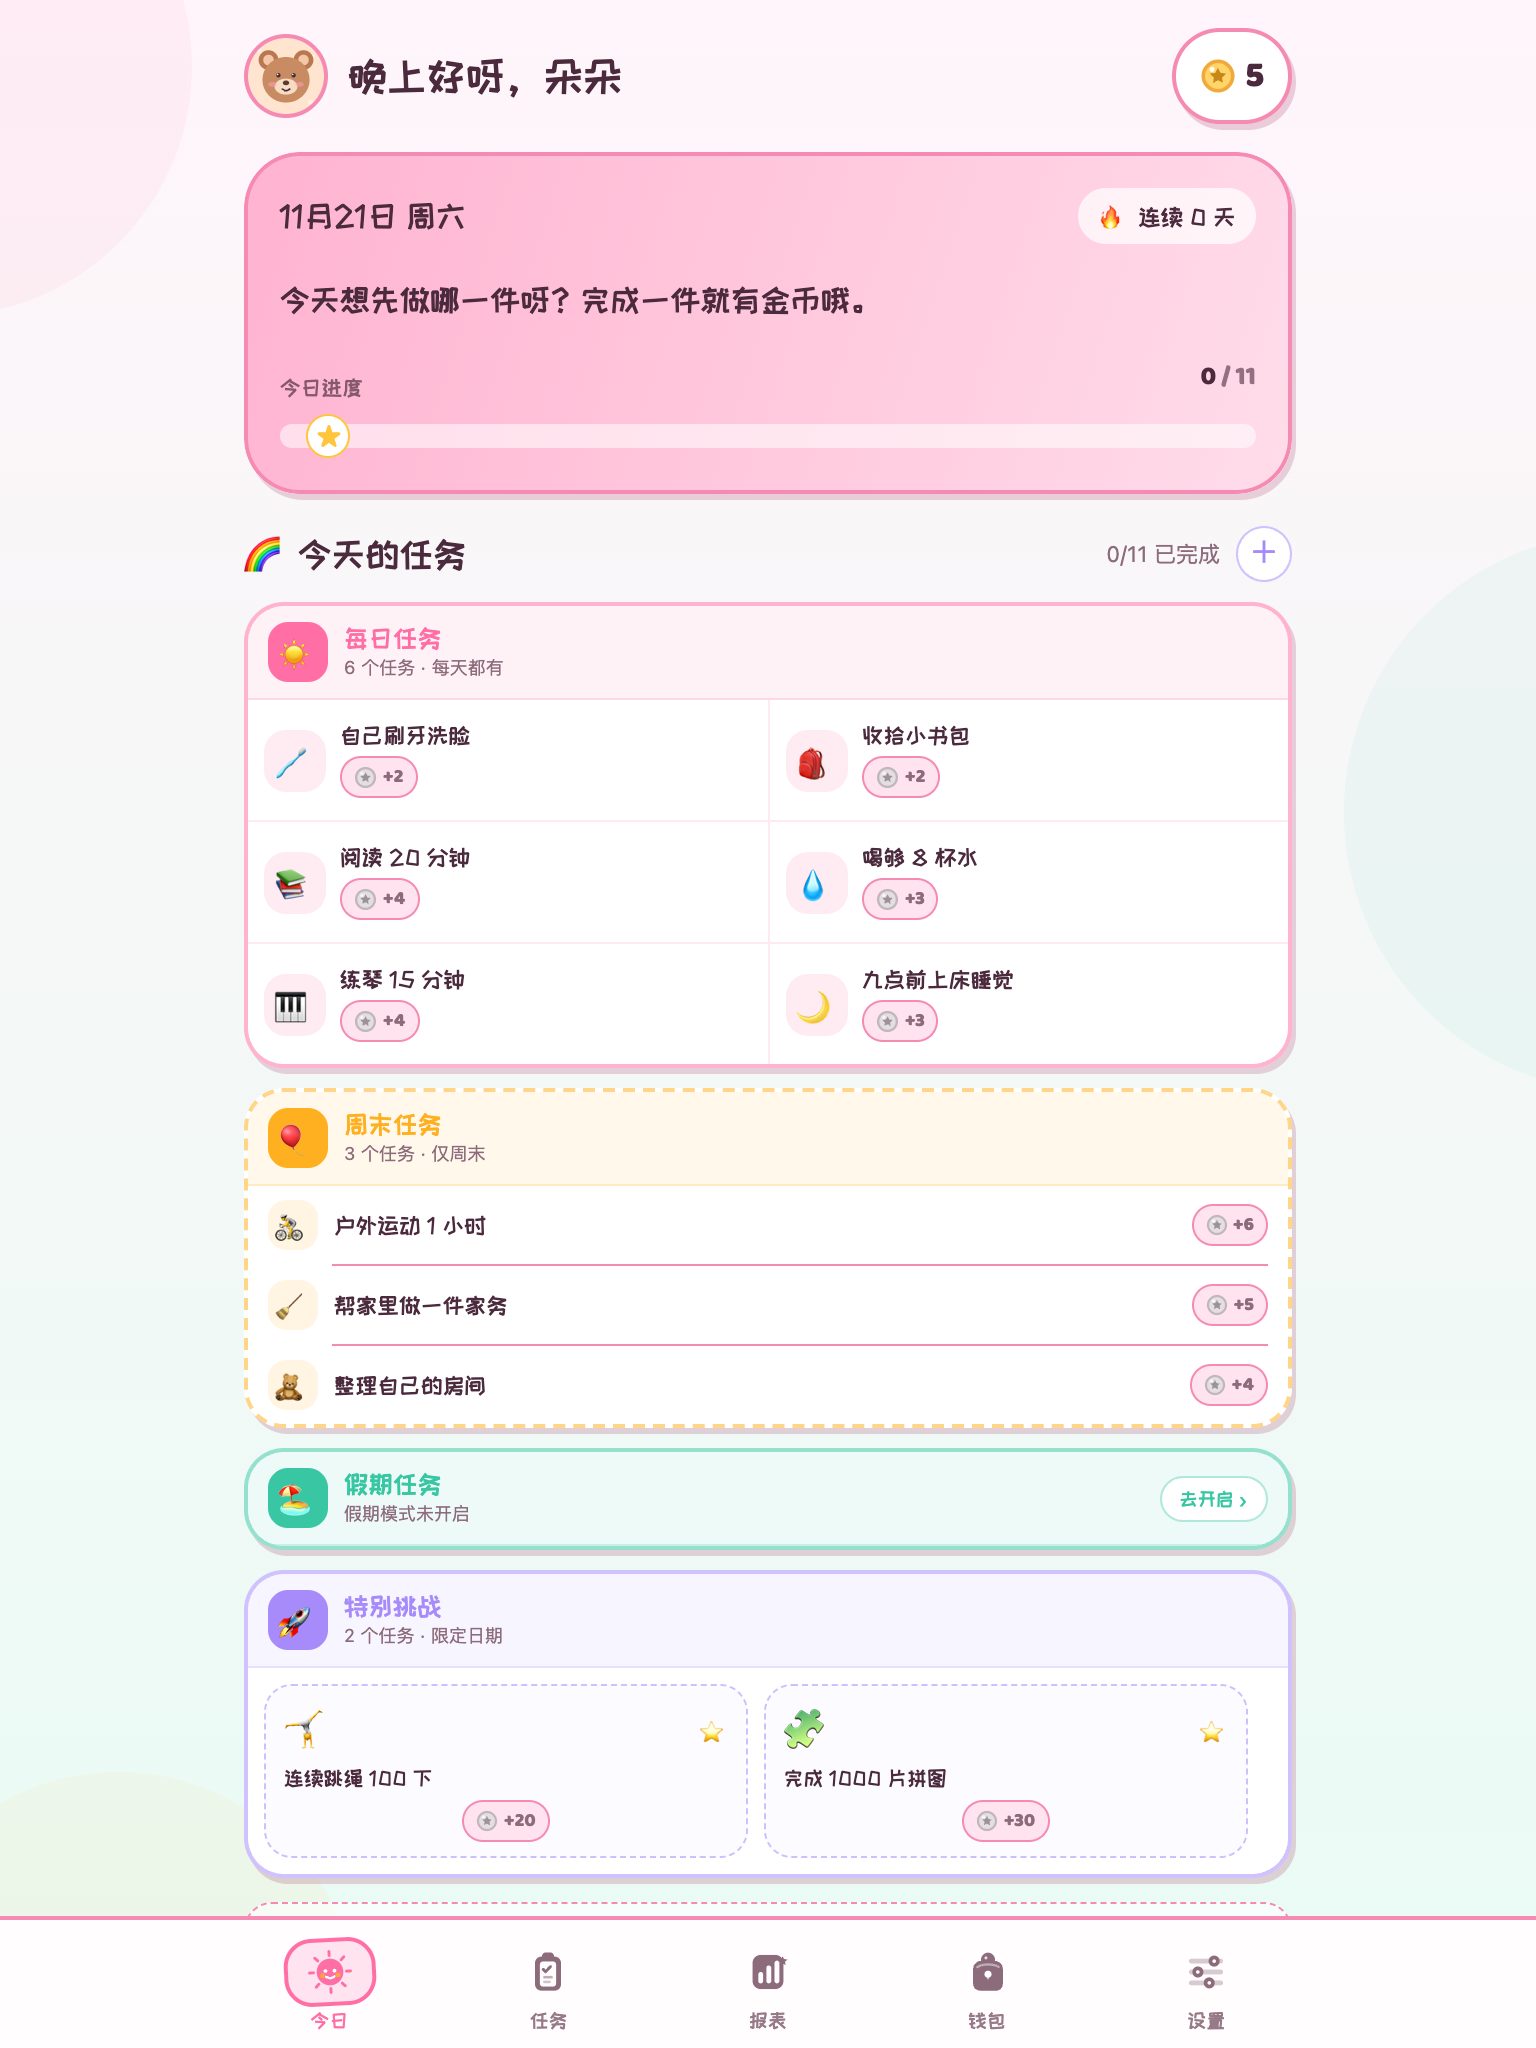 晚上好呀，朵朵
5
11月21日 周六
连续 0 天
今天想先做哪一件呀？完成一件就有金币哦。
今日进度
0/11
今天的任务
0/11 已完成
每日任务
6 个任务 · 每天都有
自己刷牙洗脸
+2
收拾小书包
+2
阅读 20 分钟
+4
喝够 8 杯水
+3
练琴 15 分钟
+4
九点前上床睡觉
+3
周末任务
3 个任务 · 仅周末
户外运动 1 小时
+6
帮家里做一件家务
+5
整理自己的房间
+4
假期任务
假期模式未开启
去开启 ›
特别挑战
2 个任务 · 限定日期
连续跳绳 100 下
+20
完成 1000 片拼图
+30
今日
任务
报表
钱包
设置